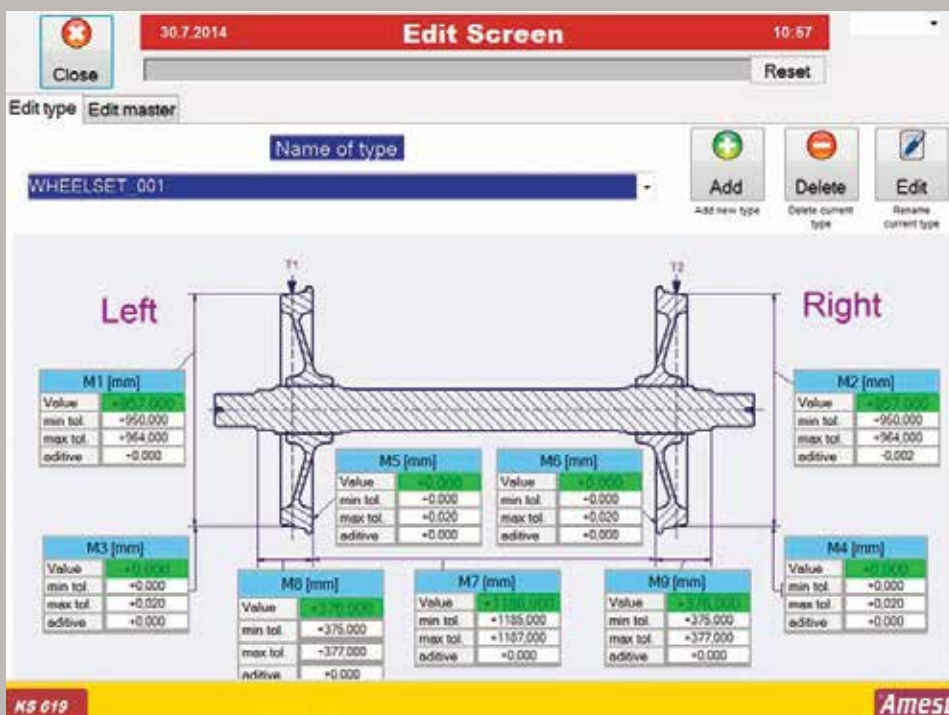 30.7.2014 Edit Screen 10:57
Close
Reset
Edit type Edit master
Name of type
WHEELSET_001
Add Delete Edit
Add new type
Delete current type
Rename current type
T1 T2
Left Right
M1 [mm]
Value +957,000
min tol. +950,000
max tol. +964,000
aditive +0.000
M2 [mm]
Value +957,000
min tol. +950,000
max tol. +964,000
aditive -0,002
M5 [mm]
Value +0.000
min tol. +0.000
max tol. +0.020
aditive +0.000
M6 [mm]
Value +0.000
min tol. +0.000
max tol. +0.020
aditive +0.000
M3 [mm]
Value +0.000
min tol. +0.000
max tol. +0.020
aditive +0.000
M4 [mm]
Value +0.000
min tol. +0.000
max tol. +0.020
aditive +0.000
M8 [mm]
Value +376,000
min tol. +375,000
max tol. +377,000
aditive +0.000
M7 [mm]
Value +1186,000
min tol. +1185,000
max tol. +1187,000
aditive +0.000
M9 [mm]
Value +376,000
min tol. +375,000
max tol. +377,000
aditive +0.000
KS 619